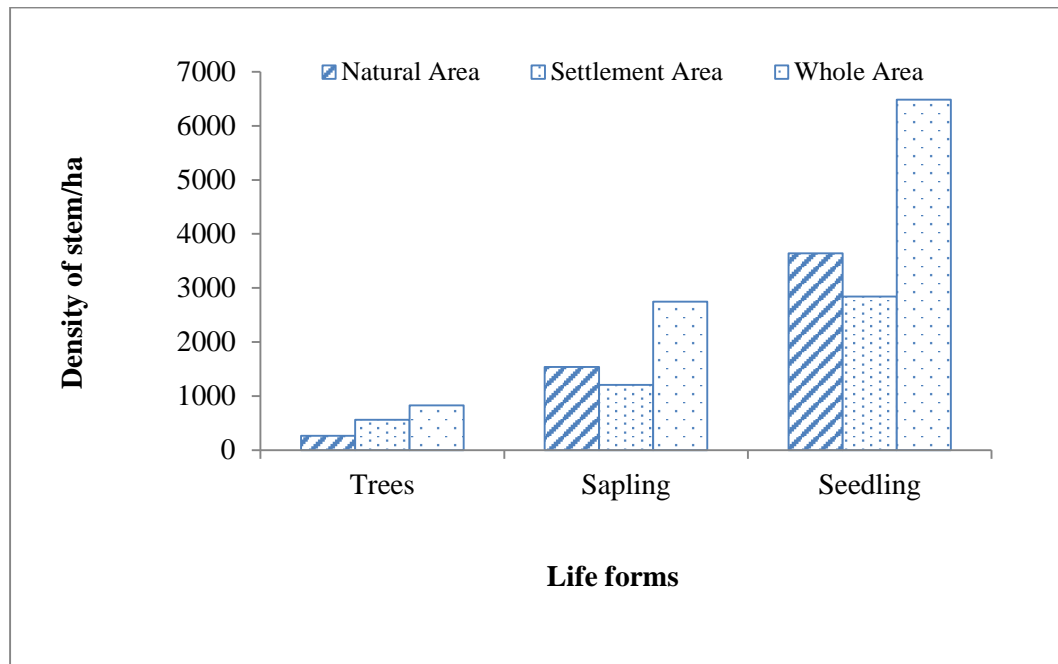 Natural Area Settlement Area Whole Area
7000
6000
5000
4000
3000
2000
1000
0
Density of stem/ha
Trees Sapling Seedling
Life forms